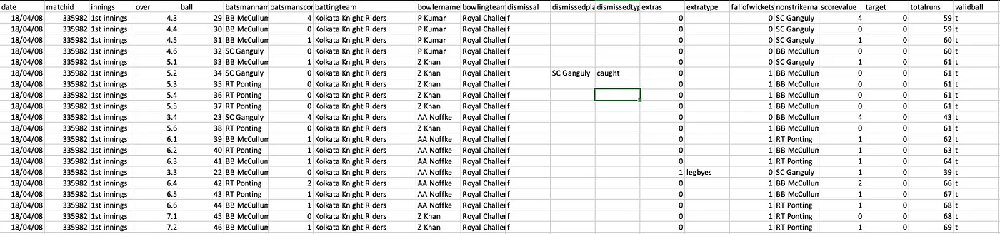 date matchid innings over ball batsmannam batsmanscor battingteam bowlername bowlingteam dismissal dismissedpla dismissedtyp extras extratype fallofwickets nonstrikerna scorevalue target totalruns validball
18/04/08 335982 1st innings 4.3 29 BB McCullum 4 Kolkata Knight Riders P Kumar Royal Challer f 0 0 SC Ganguly 4 0 59 t
18/04/08 335982 1st innings 4.4 30 BB McCullum 0 Kolkata Knight Riders P Kumar Royal Challer f 0 0 SC Ganguly 0 0 59 t
18/04/08 335982 1st innings 4.5 31 BB McCullum 1 Kolkata Knight Riders P Kumar Royal Challer f 0 0 SC Ganguly 1 0 60 t
18/04/08 335982 1st innings 4.6 32 SC Ganguly 0 Kolkata Knight Riders P Kumar Royal Challer f 0 0 BB McCullum 0 0 60 t
18/04/08 335982 1st innings 5.1 33 BB McCullum 1 Kolkata Knight Riders Z Khan Royal Challer f 0 0 SC Ganguly 1 0 61 t
18/04/08 335982 1st innings 5.2 34 SC Ganguly 0 Kolkata Knight Riders Z Khan Royal Challer t SC Ganguly caught 0 1 BB McCullum 0 0 61 t
18/04/08 335982 1st innings 5.3 35 RT Ponting 0 Kolkata Knight Riders Z Khan Royal Challer f 0 1 BB McCullum 0 0 61 t
18/04/08 335982 1st innings 5.4 36 RT Ponting 0 Kolkata Knight Riders Z Khan Royal Challer f 0 1 BB McCullum 0 0 61 t
18/04/08 335982 1st innings 5.5 37 RT Ponting 0 Kolkata Knight Riders Z Khan Royal Challer f 0 1 BB McCullum 0 0 61 t
18/04/08 335982 1st innings 3.4 23 SC Ganguly 4 Kolkata Knight Riders AA Noffke Royal Challer f 0 0 BB McCullum 4 0 43 t
18/04/08 335982 1st innings 5.6 38 RT Ponting 0 Kolkata Knight Riders Z Khan Royal Challer f 0 1 BB McCullum 0 0 61 t
18/04/08 335982 1st innings 6.1 39 BB McCullum 1 Kolkata Knight Riders AA Noffke Royal Challer f 0 1 RT Ponting 1 0 62 t
18/04/08 335982 1st innings 6.2 40 RT Ponting 1 Kolkata Knight Riders AA Noffke Royal Challer f 0 1 BB McCullum 1 0 63 t
18/04/08 335982 1st innings 6.3 41 BB McCullum 1 Kolkata Knight Riders AA Noffke Royal Challer f 0 1 RT Ponting 1 0 64 t
18/04/08 335982 1st innings 3.3 22 BB McCullum 0 Kolkata Knight Riders AA Noffke Royal Challer f 1 legbyes 0 SC Ganguly 1 0 39 t
18/04/08 335982 1st innings 6.4 42 RT Ponting 2 Kolkata Knight Riders AA Noffke Royal Challer f 0 1 BB McCullum 2 0 66 t
18/04/08 335982 1st innings 6.5 43 RT Ponting 1 Kolkata Knight Riders AA Noffke Royal Challer f 0 1 BB McCullum 1 0 67 t
18/04/08 335982 1st innings 6.6 44 BB McCullum 1 Kolkata Knight Riders AA Noffke Royal Challer f 0 1 RT Ponting 1 0 68 t
18/04/08 335982 1st innings 7.1 45 BB McCullum 0 Kolkata Knight Riders Z Khan Royal Challer f 0 1 RT Ponting 0 0 68 t
18/04/08 335982 1st innings 7.2 46 BB McCullum 1 Kolkata Knight Riders Z Khan Royal Challer f 0 1 RT Ponting 1 0 69 t